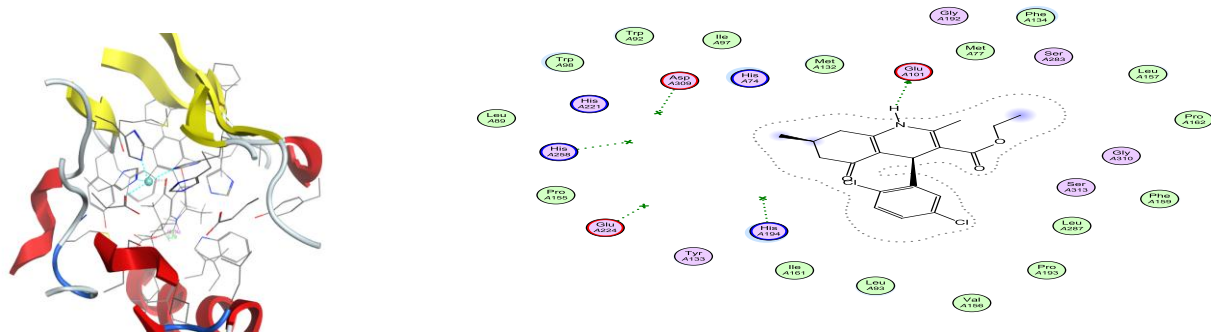 Gly
A192
Phe
A134
Trp
A92
Ile
A97
Met
A77
Ser
A283
Trp
A98
Asp
A309
His
A74
Met
A132
Glu
A101
Leu
A157
His
A221
Leu
A89
H
N
Pro
A162
O
His
A258
Gly
A310
O
O
Cl
Ser
A313
Pro
A155
Phe
A159
Glu
A224
His
A194
Cl
Leu
A287
Tyr
A133
Ile
A161
Pro
A193
Leu
A93
Val
A156